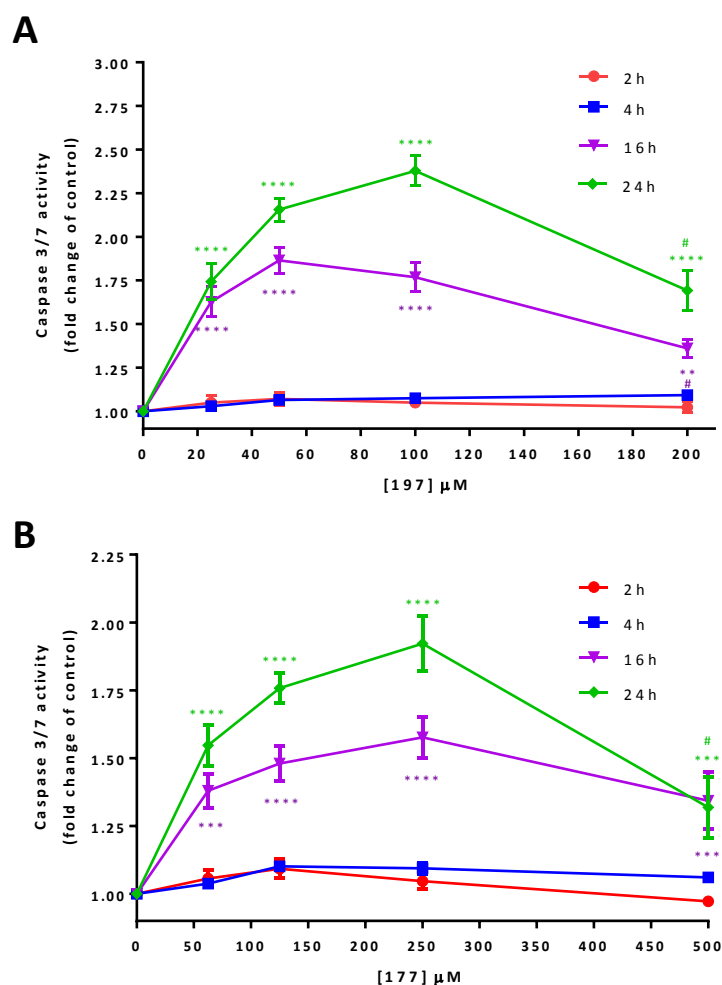 A
3.00
2.75
2.50
2.25
2.00
1.75
1.50
1.25
1.00
Caspase 3/7 activity
(fold change of control)
2 h
4 h
16 h
24 h
****
****
****
#
****
****
****
****
**
#
0 20 40 60 80 100 120 140 160 180 200
[197] µM
B
2.25
2.00
1.75
1.50
1.25
1.00
Caspase 3/7 activity
(fold change of control)
2 h
4 h
16 h
24 h
****
****
****
#
***
***
****
****
***
0 50 100 150 200 250 300 350 400 450 500
[177] µM